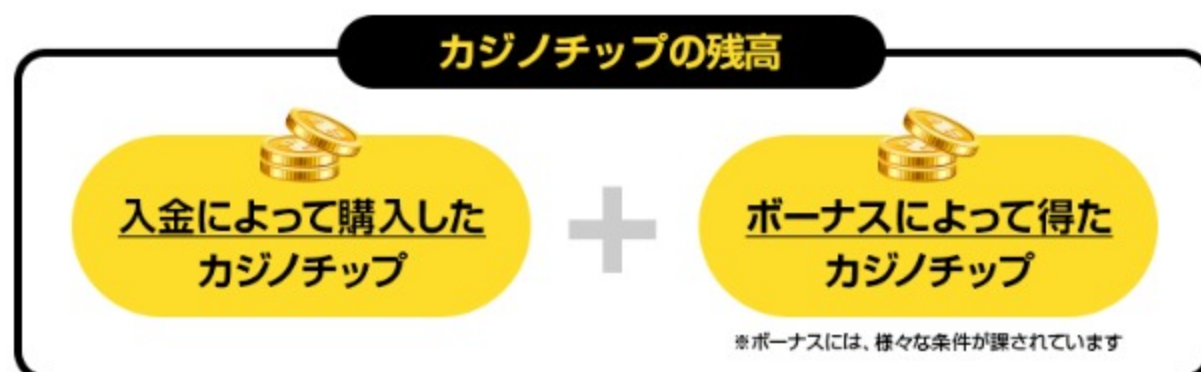 カジノチップの残高
入金によって購入した
カジノチップ
+
ボーナスによって得た
カジノチップ
※ボーナスには、様々な条件が課されています